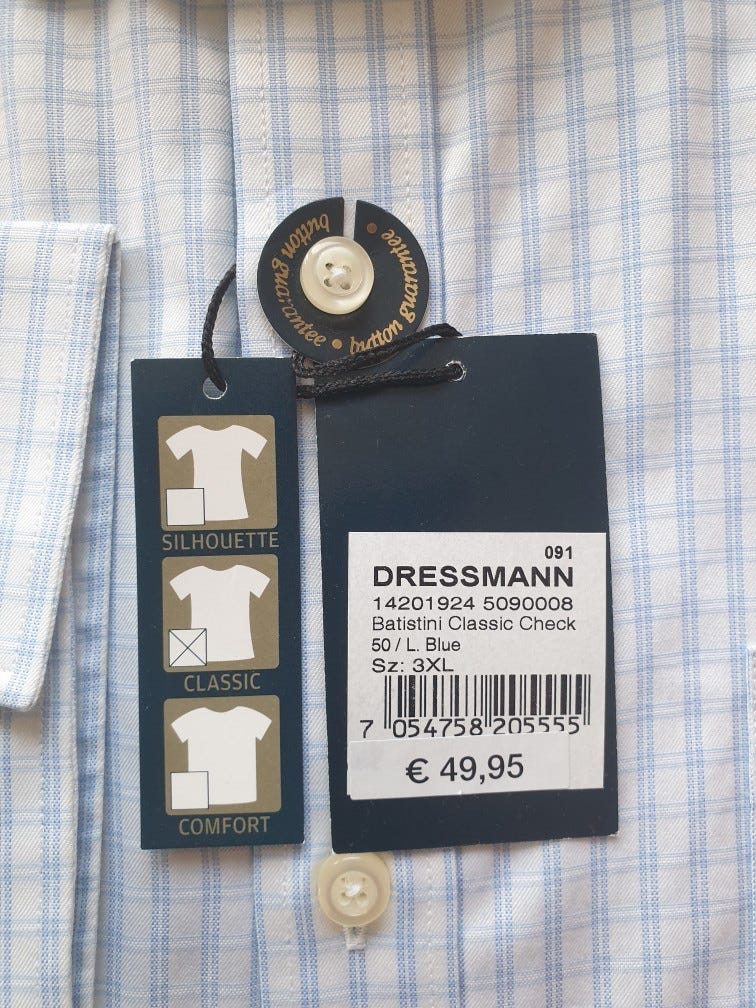 button guarantee • button guarantee •
SILHOUETTE
CLASSIC
COMFORT
091
DRESSMANN
14201924 5090008
Batistini Classic Check
50 / L. Blue
Sz: 3XL
7 054758 205555
€ 49,95